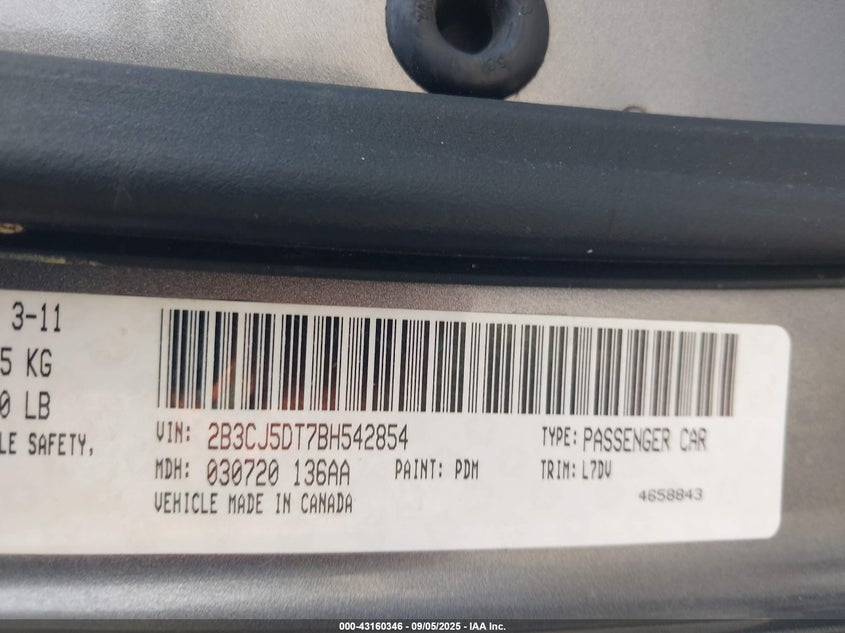 3-11
5 KG
0 LB
LE SAFETY,
VIN: 2B3CJ5DT7BH542854
TYPE: PASSENGER CAR
MDH: 030720 136AA
PAINT: PDM
TRIM: L7DV
VEHICLE MADE IN CANADA
4658843
000-43160346 - 09/05/2025 - IAA Inc.